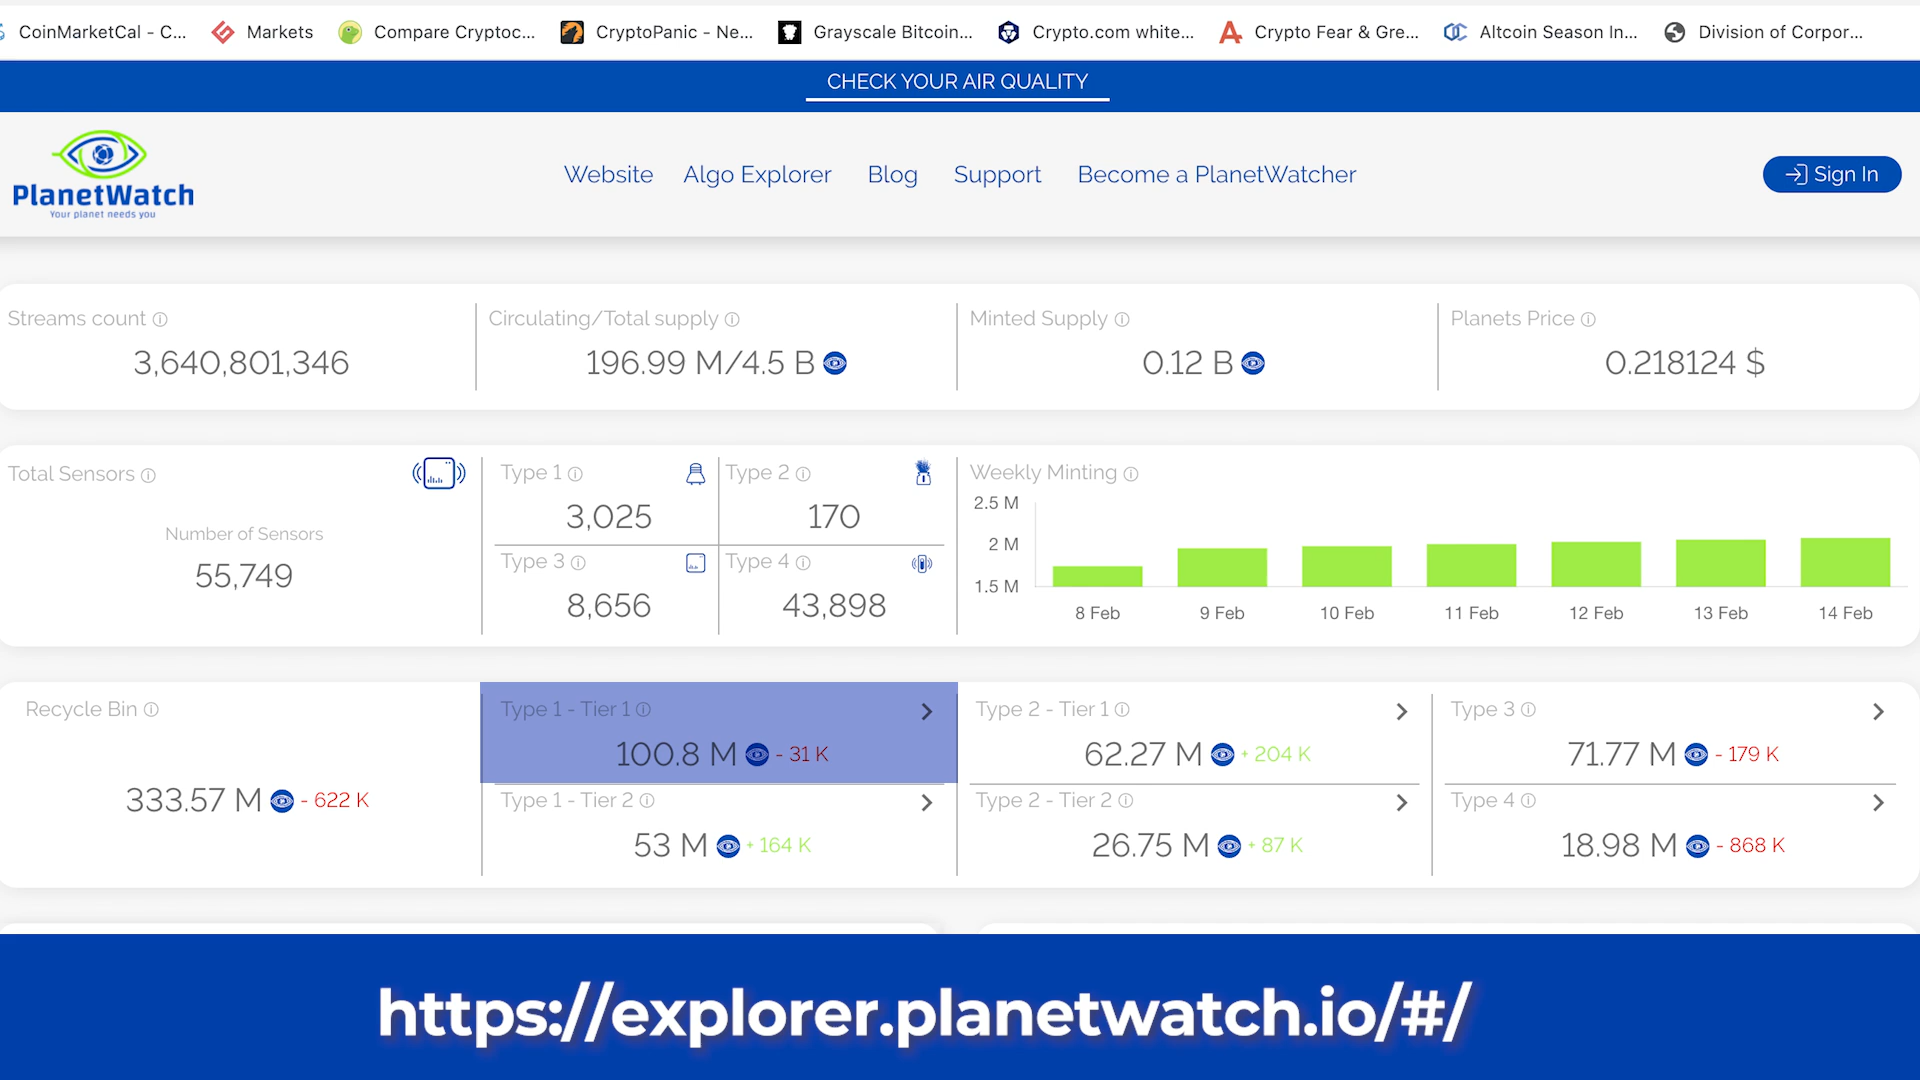 CoinMarketCal - C... Markets Compare Cryptoc... CryptoPanic - Ne... Grayscale Bitcoin... Crypto.com white... Crypto Fear & Gre... Altcoin Season In... Division of Corpor...
CHECK YOUR AIR QUALITY
PlanetWatch
Your planet needs you
Website Algo Explorer Blog Support Become a PlanetWatcher Sign In
Streams count
3,640,801,346
Circulating/Total supply
196.99 M/4.5 B
Minted Supply
0.12 B
Planets Price
0.218124 $
Total Sensors
Number of Sensors
55,749
Type 1
3,025
Type 2
170
Type 3
8,656
Type 4
43,898
Weekly Minting
2.5 M
2 M
1.5 M
8 Feb 9 Feb 10 Feb 11 Feb 12 Feb 13 Feb 14 Feb
Recycle Bin
333.57 M - 622 K
Type 1 - Tier 1
100.8 M - 31 K
Type 1 - Tier 2
53 M + 164 K
Type 2 - Tier 1
62.27 M + 204 K
Type 2 - Tier 2
26.75 M + 87 K
Type 3
71.77 M - 179 K
Type 4
18.98 M - 868 K
https://explorer.planetwatch.io/#/